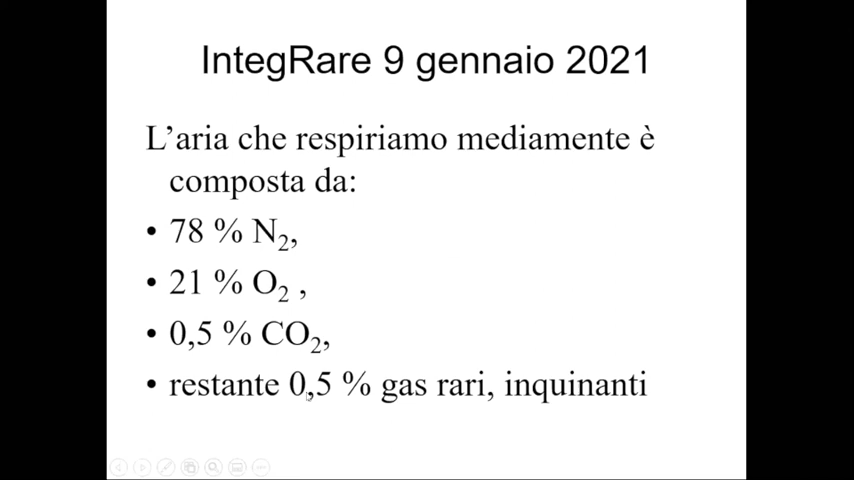 IntegRare 9 gennaio 2021
L’aria che respiriamo mediamente è
composta da:
• 78 % N₂,
• 21 % O₂ ,
• 0,5 % CO₂,
• restante 0,5 % gas rari, inquinanti